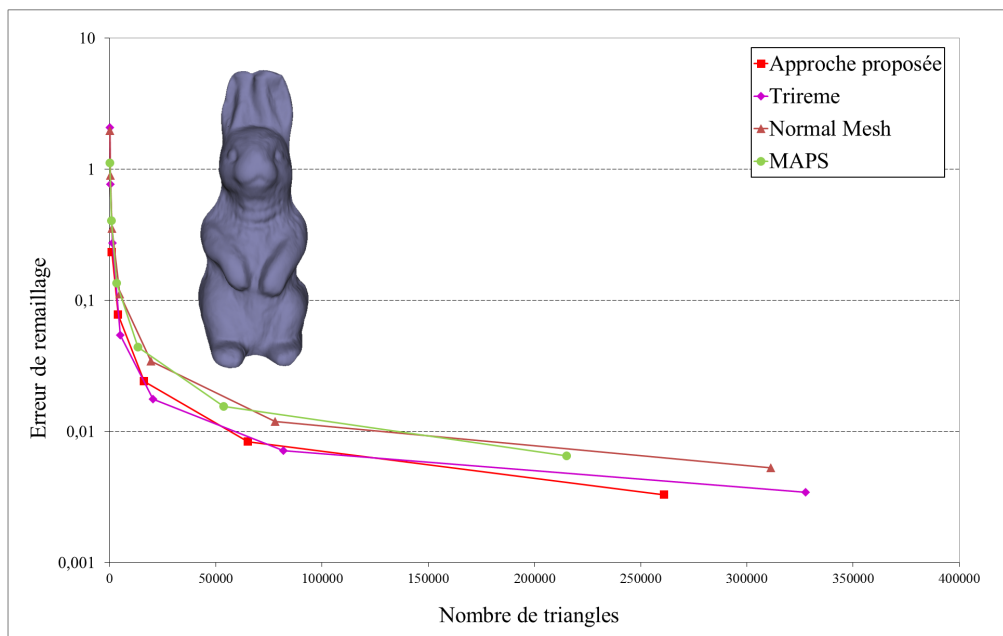 10
1
0,1
0,01
0,001
Erreur de remaillage
Approche proposée
Trireme
Normal Mesh
MAPS
0 50000 100000 150000 200000 250000 300000 350000 400000
Nombre de triangles